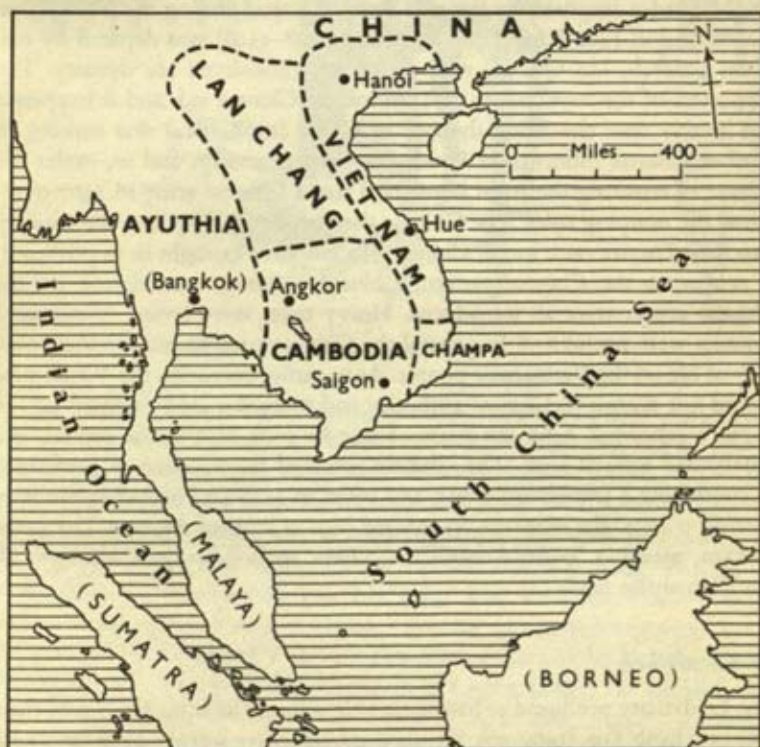 CHINA
N
Hanoi
LAN CHANG
VIETNAM
0 Miles 400
AYUTHIA
Hue
(Bangkok)
Angkor
CAMBODIA
CHAMPA
Saigon
Indian Ocean
South China Sea
(MALAYA)
(SUMATRA)
(BORNEO)